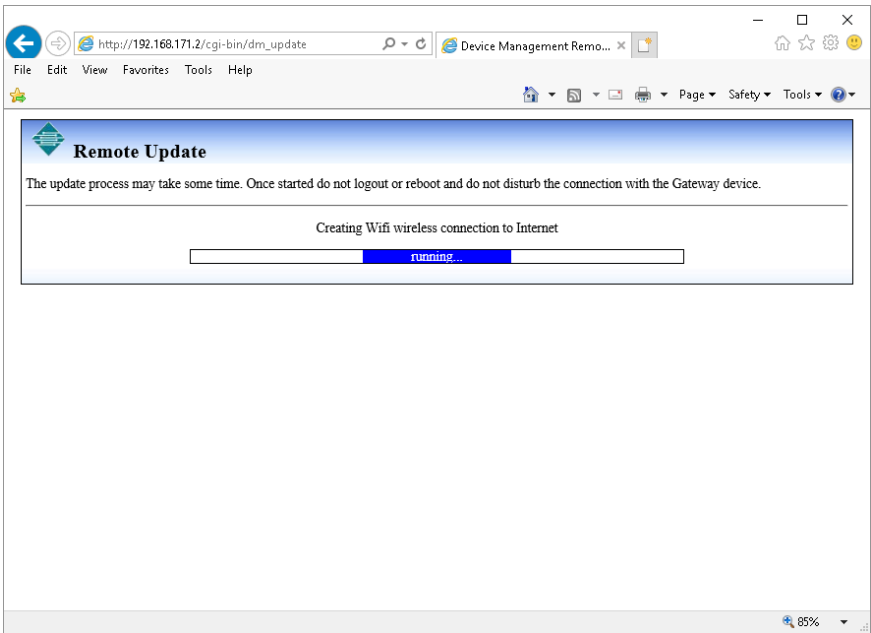 http://192.168.171.2/cgi-bin/dm_update
Device Management Remo...
File Edit View Favorites Tools Help
Page Safety Tools
Remote Update
The update process may take some time. Once started do not logout or reboot and do not disturb the connection with the Gateway device.
Creating Wifi wireless connection to Internet
running...
85%